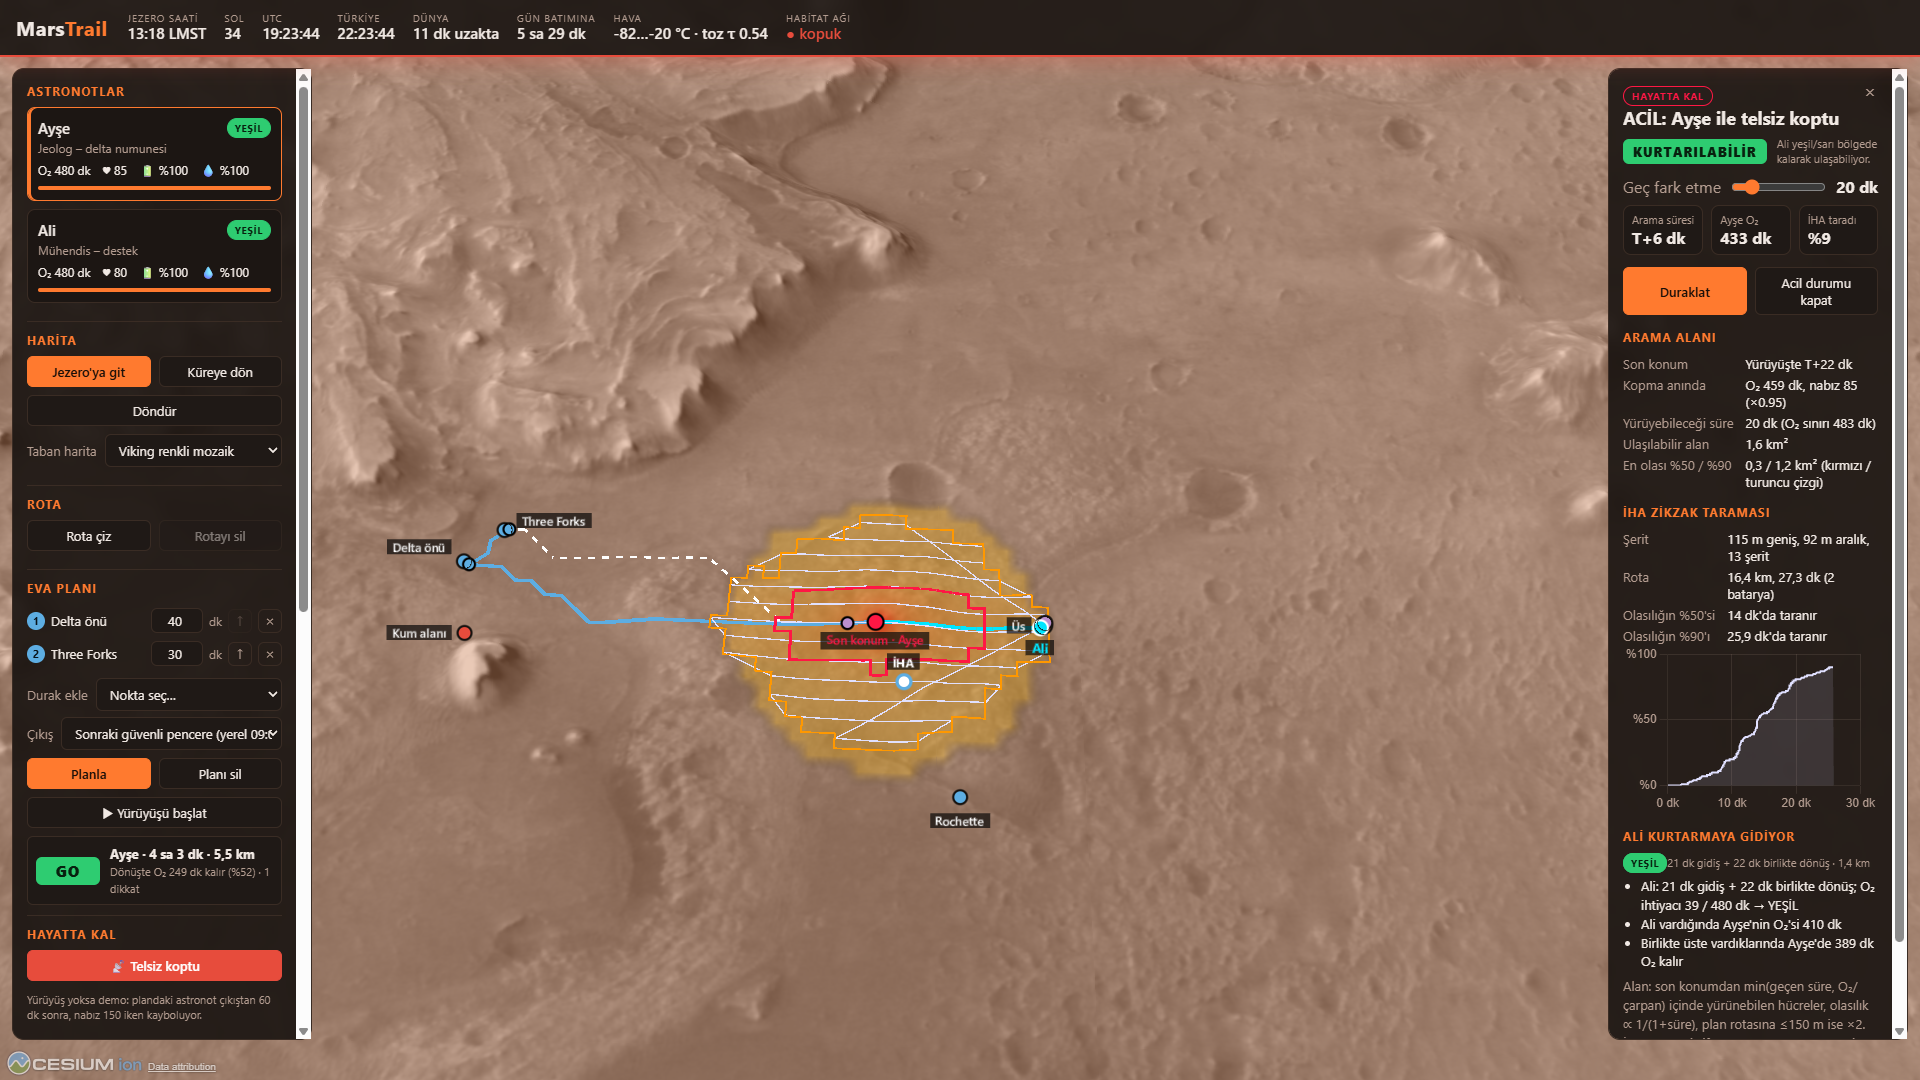 MarsTrail
JEZERO SAATİ
13:18 LMST
SOL
34
UTC
19:23:44
TÜRKİYE
22:23:44
DÜNYA
11 dk uzakta
GÜN BATIMINA
5 sa 29 dk
HAVA
-82...-20 °C · toz τ 0.54
HABİTAT AĞI
● kopuk
ASTRONOTLAR
Ayşe
YEŞİL
Jeolog – delta numunesi
O₂ 480 dk ♥ 85 🔋 %100 💧 %100
Ali
YEŞİL
Mühendis – destek
O₂ 480 dk ♥ 80 🔋 %100 💧 %100
HARİTA
Jezero'ya git
Küreye dön
Döndür
Taban harita
Viking renkli mozaik
ROTA
Rota çiz
Rotayı sil
EVA PLANI
1 Delta önü 40 dk ↑ ×
2 Three Forks 30 dk ↑ ×
Durak ekle
Nokta seç...
Çıkış
Sonraki güvenli pencere (yerel 09:
Planla
Planı sil
▶ Yürüyüşü başlat
GO
Ayşe · 4 sa 3 dk · 5,5 km
Dönüşte O₂ 249 dk kalır (%52) · 1
dikkat
HAYATTA KAL
Telsiz koptu
Yürüyüş yoksa demo: plandaki astronot çıkıştan 60
dk sonra, nabız 150 iken kayboluyor.
CESIUM ion
Data attribution
Three Forks
Delta önü
Kum alanı
Üs
Ali
Son konum · Ayşe
İHA
Rochette
HAYATTA KAL
×
ACİL: Ayşe ile telsiz koptu
KURTARILABİLİR
Ali yeşil/sarı bölgede
kalarak ulaşabiliyor.
Geç fark etme
20 dk
Arama süresi
T+6 dk
Ayşe O₂
433 dk
İHA taradı
%9
Duraklat
Acil durumu
kapat
ARAMA ALANI
Son konum
Yürüyüşte T+22 dk
Kopma anında
O₂ 459 dk, nabız 85
(×0.95)
Yürüyebileceği süre
20 dk (O₂ sınırı 483 dk)
Ulaşılabilir alan
1,6 km²
En olası %50 / %90
0,3 / 1,2 km² (kırmızı /
turuncu çizgi)
İHA ZİKZAK TARAMASI
Şerit
115 m geniş, 92 m aralık,
13 şerit
Rota
16,4 km, 27,3 dk (2
batarya)
Olasılığın %50'si
14 dk'da taranır
Olasılığın %90'ı
25,9 dk'da taranır
%100
%50
%0
0 dk
10 dk
20 dk
30 dk
ALİ KURTARMAYA GİDİYOR
YEŞİL 21 dk gidiş + 22 dk birlikte dönüş · 1,4 km
• Ali: 21 dk gidiş + 22 dk birlikte dönüş; O₂
ihtiyacı 39 / 480 dk → YEŞİL
• Ali vardığında Ayşe'nin O₂'si 410 dk
• Birlikte üste vardıklarında Ayşe'de 389 dk
O₂ kalır
Alan: son konumdan min(geçen süre, O₂/
çarpan) içinde yürünebilen hücreler, olasılık
∝ 1/(1+süre), plan rotasına ≤150 m ise ×2.